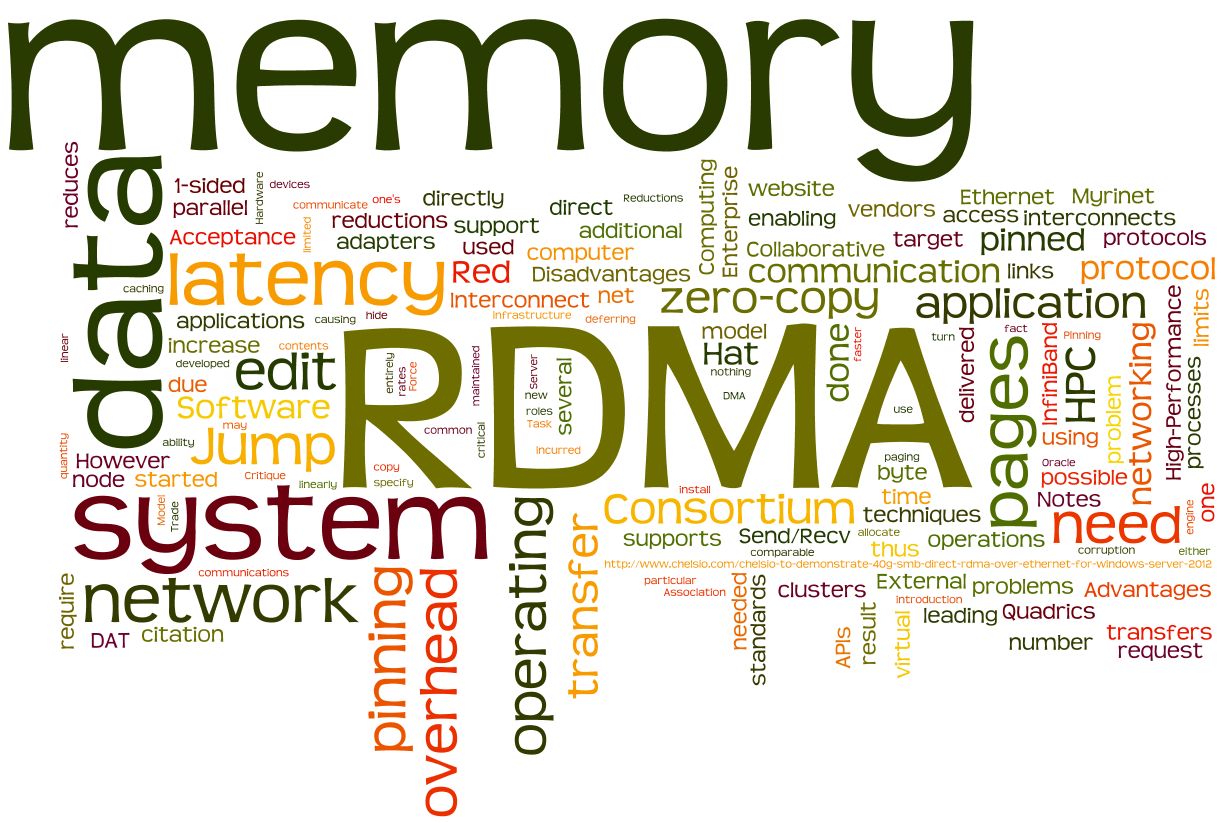 memory
reduces
data
1-sided
Hardware
devices
parallel
communicate
one's
directly
direct
Reductions
Computing
Enterprise
website
Ethernet
Myrinet
Acceptance
limited
reductions
support
additional
enabling
vendors
access
interconnects
adapters
used
computer
Collaborative
target
pinned
protocols
latency
Red
Disadvantages
communication
links
protocol
caching
Interconnect
net
zero-copy
application
High-Performance
limits
applications
causing
hide
infrastructure
deferring
linear
increase
contents
RDMA
model
done
faster
turn
delivered
fact
Pinning
InfiniBand
networking
developed
edit
entirely
rates
Force
maintained
Server
new
several
Hat
nothing
DMA
use
pages
HPC
problem
processes
due
Software
roles
Task
may
common
critical
using
quantity
ability
Jump
Incurred
However
paging
Oracle
node
started
Critique
linearly
copy
specify
byte
possible
system
Model
Trade
operating
transfer
install
Consortium
time
techniques
Notes
need
engine
one
supports
Send/Recv
allocate
operations
comparable
thus
corruption
either
http://www.chelsio.com/chelsio-to-demonstrate-40g-smb-direct-rdma-over-ethernet-for-windows-server-2012
require
network
communications
pinning
overhead
particular
Association
needed
standards
clusters
External
problems
Advantages
introduction
DAT
citation
APIs
result
virtual
leading
Quadrics
number
transfers
request